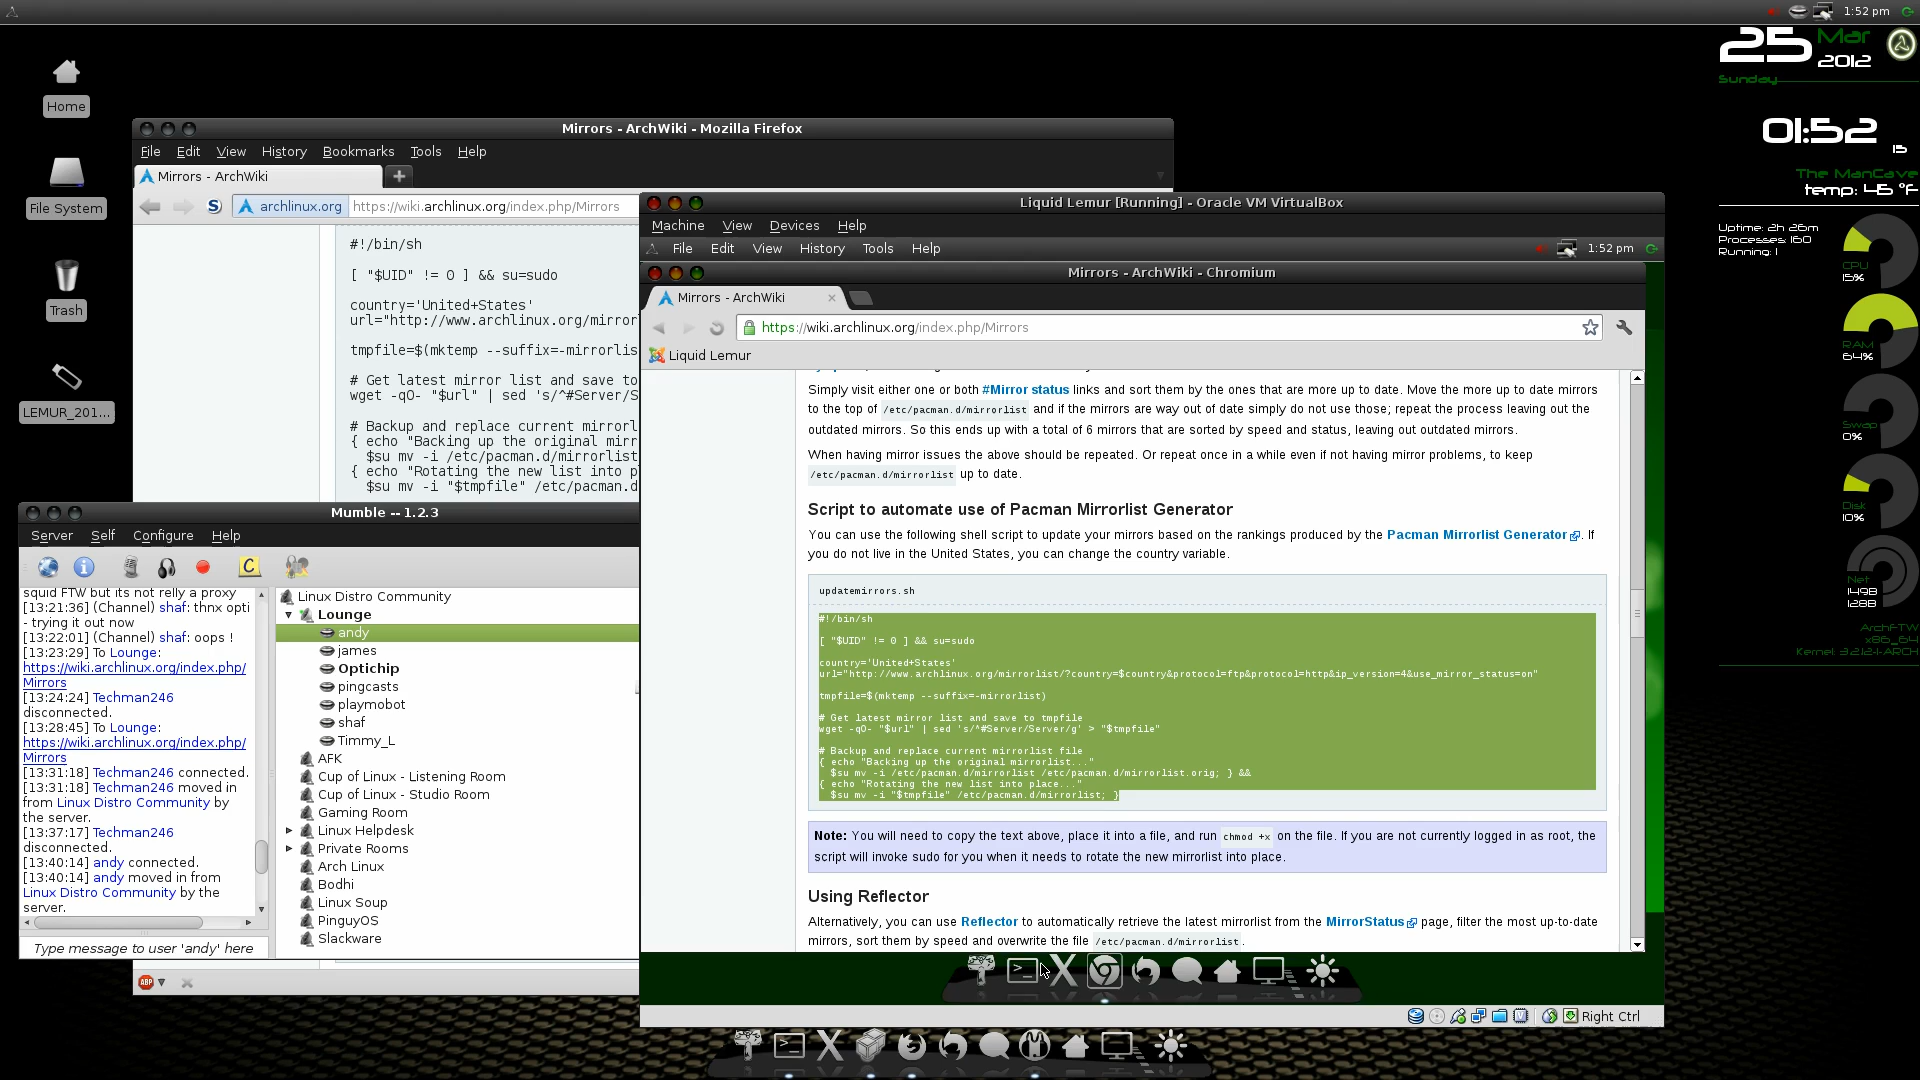 1:52 pm
25 Mar
2012
Sunday
01:52
15
The ManCave
temp: 45 °F
Uptime: 2h 26m
Processes: 160
Running: 1
CPU
15%
RAM
64%
Swap
0%
Disk
10%
Net
149B
128B
ArchFTW
x86_64
Kernel: 3.2.12-1-ARCH
Home
File System
Trash
LEMUR_201...
Mirrors - ArchWiki - Mozilla Firefox
File Edit View History Bookmarks Tools Help
Mirrors - ArchWiki
archlinux.org https://wiki.archlinux.org/index.php/Mirrors
#!/bin/sh
[ "$UID" != 0 ] && su=sudo
country='United+States'
url="http://www.archlinux.org/mirror
tmpfile=$(mktemp --suffix=-mirrorlis
# Get latest mirror list and save to
wget -qO- "$url" | sed 's/^#Server/S
# Backup and replace current mirrorl
{ echo "Backing up the original mirr
$su mv -i /etc/pacman.d/mirrorlist
{ echo "Rotating the new list into p
$su mv -i "$tmpfile" /etc/pacman.d
ABP
Mumble -- 1.2.3
Server Self Configure Help
squid FTW but its not relly a proxy
[13:21:36] (Channel) shaf: thnx opti
- trying it out now
[13:22:01] (Channel) shaf: oops !
[13:23:29] To Lounge:
https://wiki.archlinux.org/index.php/
Mirrors
[13:24:24] Techman246
disconnected.
[13:28:45] To Lounge:
https://wiki.archlinux.org/index.php/
Mirrors
[13:31:18] Techman246 connected.
[13:31:18] Techman246 moved in
from Linux Distro Community by
the server.
[13:37:17] Techman246
disconnected.
[13:40:14] andy connected.
[13:40:14] andy moved in from
Linux Distro Community by the
server.
Type message to user 'andy' here
Linux Distro Community
Lounge
andy
james
Optichip
pingcasts
playmobot
shaf
Timmy_L
AFK
Cup of Linux - Listening Room
Cup of Linux - Studio Room
Gaming Room
Linux Helpdesk
Private Rooms
Arch Linux
Bodhi
Linux Soup
PinguyOS
Slackware
Liquid Lemur [Running] - Oracle VM VirtualBox
Machine View Devices Help
File Edit View History Tools Help
1:52 pm
Mirrors - ArchWiki - Chromium
Mirrors - ArchWiki
https://wiki.archlinux.org/index.php/Mirrors
Liquid Lemur
Simply visit either one or both #Mirror status links and sort them by the ones that are more up to date. Move the more up to date mirrors
to the top of /etc/pacman.d/mirrorlist and if the mirrors are way out of date simply do not use those; repeat the process leaving out the
outdated mirrors. So this ends up with a total of 6 mirrors that are sorted by speed and status, leaving out outdated mirrors.
When having mirror issues the above should be repeated. Or repeat once in a while even if not having mirror problems, to keep
/etc/pacman.d/mirrorlist up to date.
Script to automate use of Pacman Mirrorlist Generator
You can use the following shell script to update your mirrors based on the rankings produced by the Pacman Mirrorlist Generator. If
you do not live in the United States, you can change the country variable.
updatemirrors.sh
#!/bin/sh
[ "$UID" != 0 ] && su=sudo
country='United+States'
url="http://www.archlinux.org/mirrorlist/?country=$country&protocol=ftp&protocol=http&ip_version=4&use_mirror_status=on"
tmpfile=$(mktemp --suffix=-mirrorlist)
# Get latest mirror list and save to tmpfile
wget -qO- "$url" | sed 's/^#Server/Server/g' > "$tmpfile"
# Backup and replace current mirrorlist file
{ echo "Backing up the original mirrorlist..."
$su mv -i /etc/pacman.d/mirrorlist /etc/pacman.d/mirrorlist.orig; } &&
{ echo "Rotating the new list into place..."
$su mv -i "$tmpfile" /etc/pacman.d/mirrorlist; }
Note: You will need to copy the text above, place it into a file, and run chmod +x on the file. If you are not currently logged in as root, the
script will invoke sudo for you when it needs to rotate the new mirrorlist into place.
Using Reflector
Alternatively, you can use Reflector to automatically retrieve the latest mirrorlist from the MirrorStatus page, filter the most up-to-date
mirrors, sort them by speed and overwrite the file /etc/pacman.d/mirrorlist.
Right Ctrl